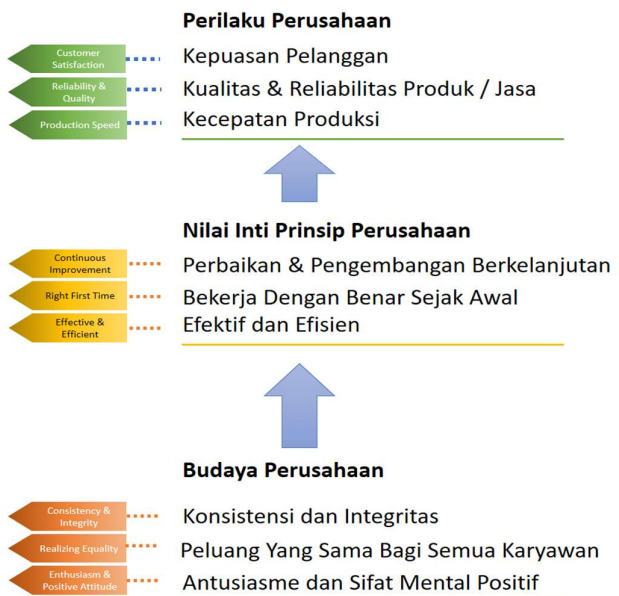 Perilaku Perusahaan
Customer
Satisfaction
Kepuasan Pelanggan
Reliability &
Quality
Kualitas & Reliabilitas Produk / Jasa
Production Speed
Kecepatan Produksi
Nilai Inti Prinsip Perusahaan
Continuous
Improvement
Perbaikan & Pengembangan Berkelanjutan
Right First Time
Bekerja Dengan Benar Sejak Awal
Effective &
Efficient
Efektif dan Efisien
Budaya Perusahaan
Consistency &
Integrity
Konsistensi dan Integritas
Realizing Equality
Peluang Yang Sama Bagi Semua Karyawan
Enthusiasm &
Positive Attitude
Antusiasme dan Sifat Mental Positif